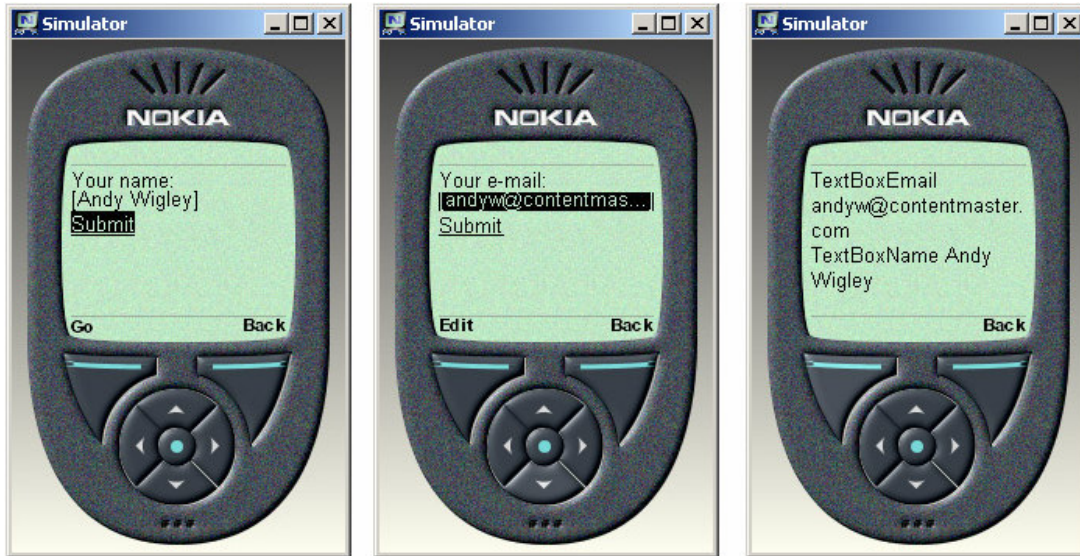 Simulator
NOKIA
Your name:
[Andy Wigley]
Submit
Go Back
Simulator
NOKIA
Your e-mail:
[andyw@contentmas...]
Submit
Edit Back
Simulator
NOKIA
TextBoxEmail
andyw@contentmaster.
com
TextBoxName Andy
Wigley
Back